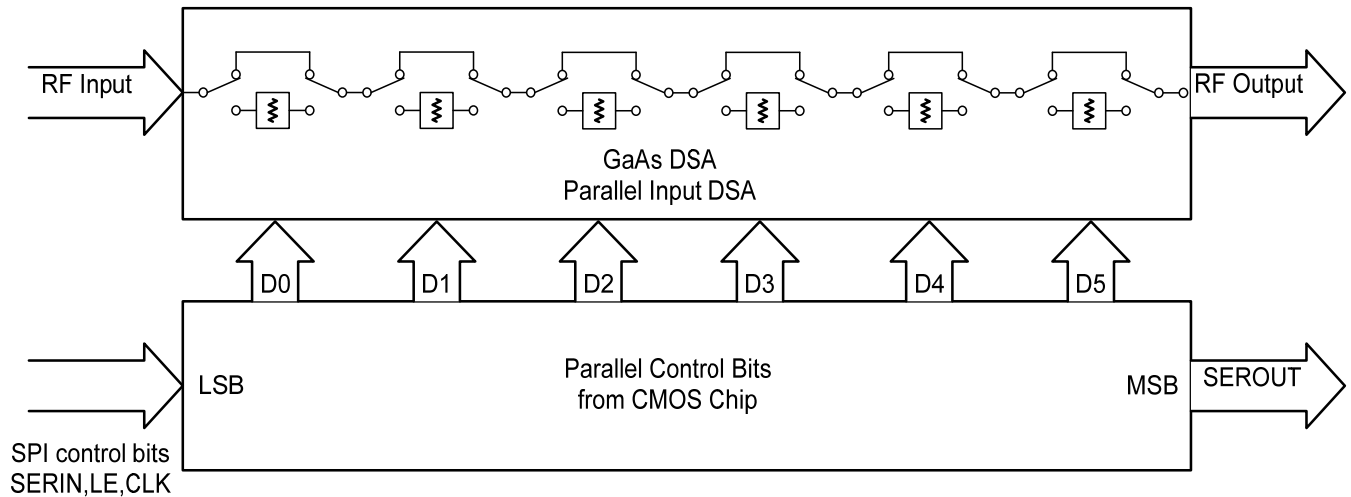 RF Input
RF Output
GaAs DSA
Parallel Input DSA
D0
D1
D2
D3
D4
D5
LSB
Parallel Control Bits
from CMOS Chip
MSB
SEROUT
SPI control bits
SERIN,LE,CLK